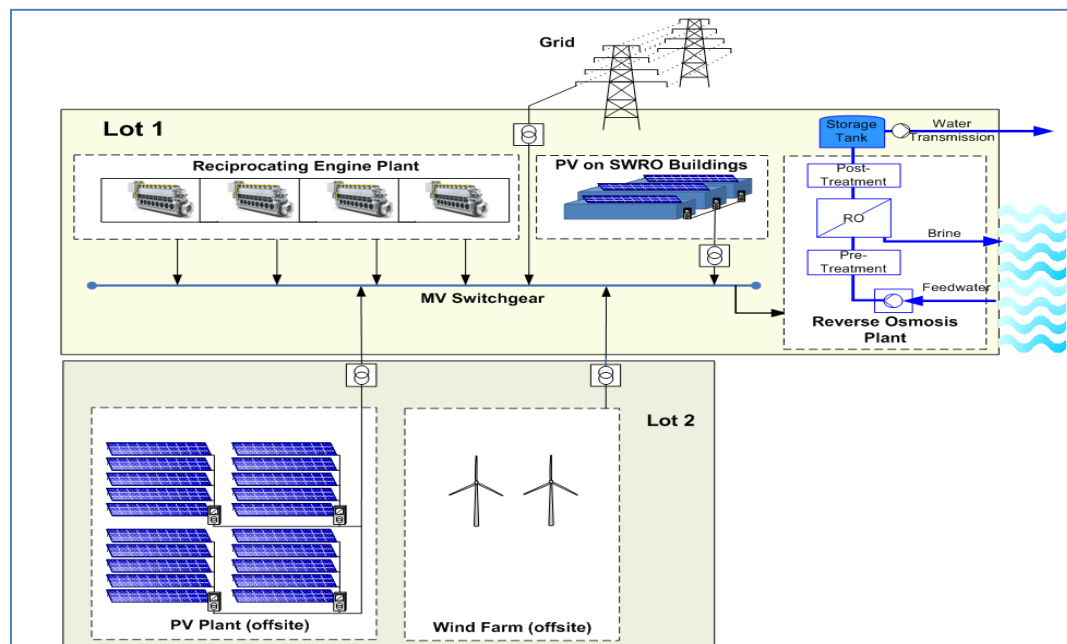 Grid
Lot 1
Reciprocating Engine Plant
PV on SWRO Buildings
Storage
Tank
Water
Transmission
Post-
Treatment
RO
Brine
Pre-
Treatment
Feedwater
MV Switchgear
Reverse Osmosis
Plant
Lot 2
PV Plant (offsite)
Wind Farm (offsite)